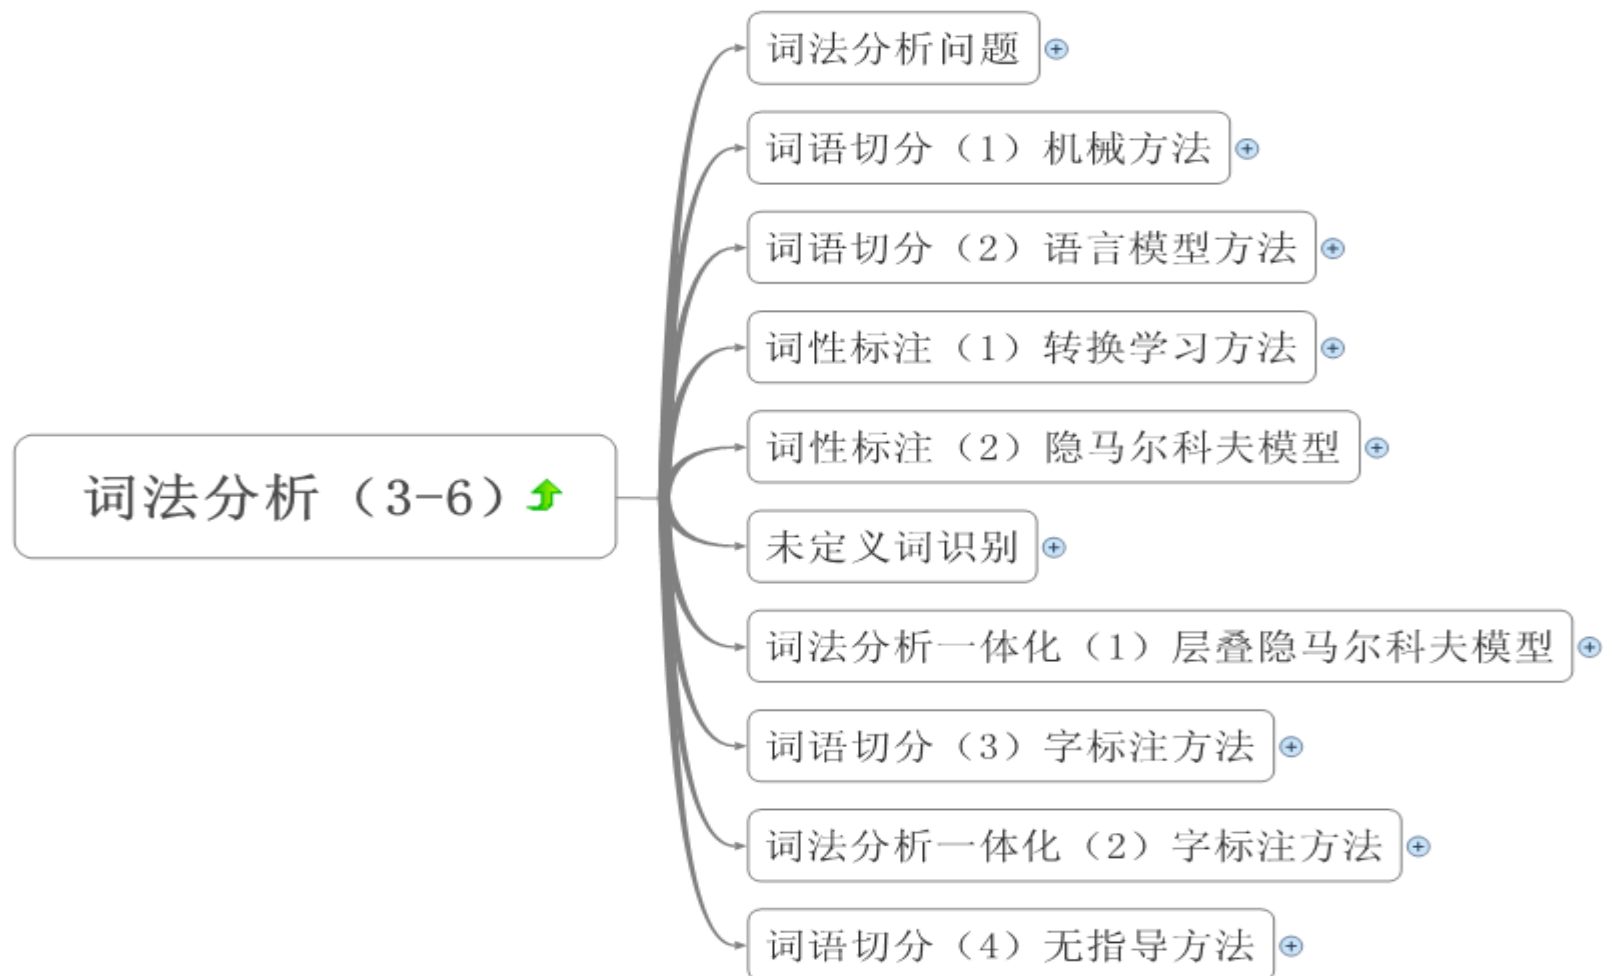 词法分析（3-6）
词法分析问题
词语切分（1）机械方法
词语切分（2）语言模型方法
词性标注（1）转换学习方法
词性标注（2）隐马尔科夫模型
未定义词识别
词法分析一体化（1）层叠隐马尔科夫模型
词语切分（3）字标注方法
词法分析一体化（2）字标注方法
词语切分（4）无指导方法